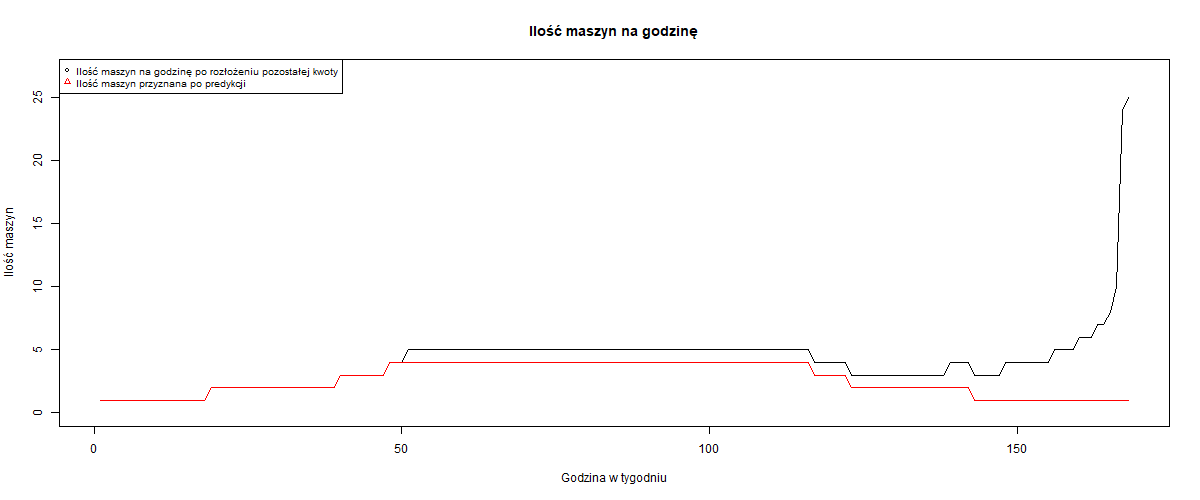 Ilość maszyn na godzinę
Ilość maszyn na godzinę po rozłożeniu pozostałej kwoty
Ilość maszyn przyznana po predykcji
Ilość maszyn
25
20
15
10
5
0
0 50 100 150
Godzina w tygodniu